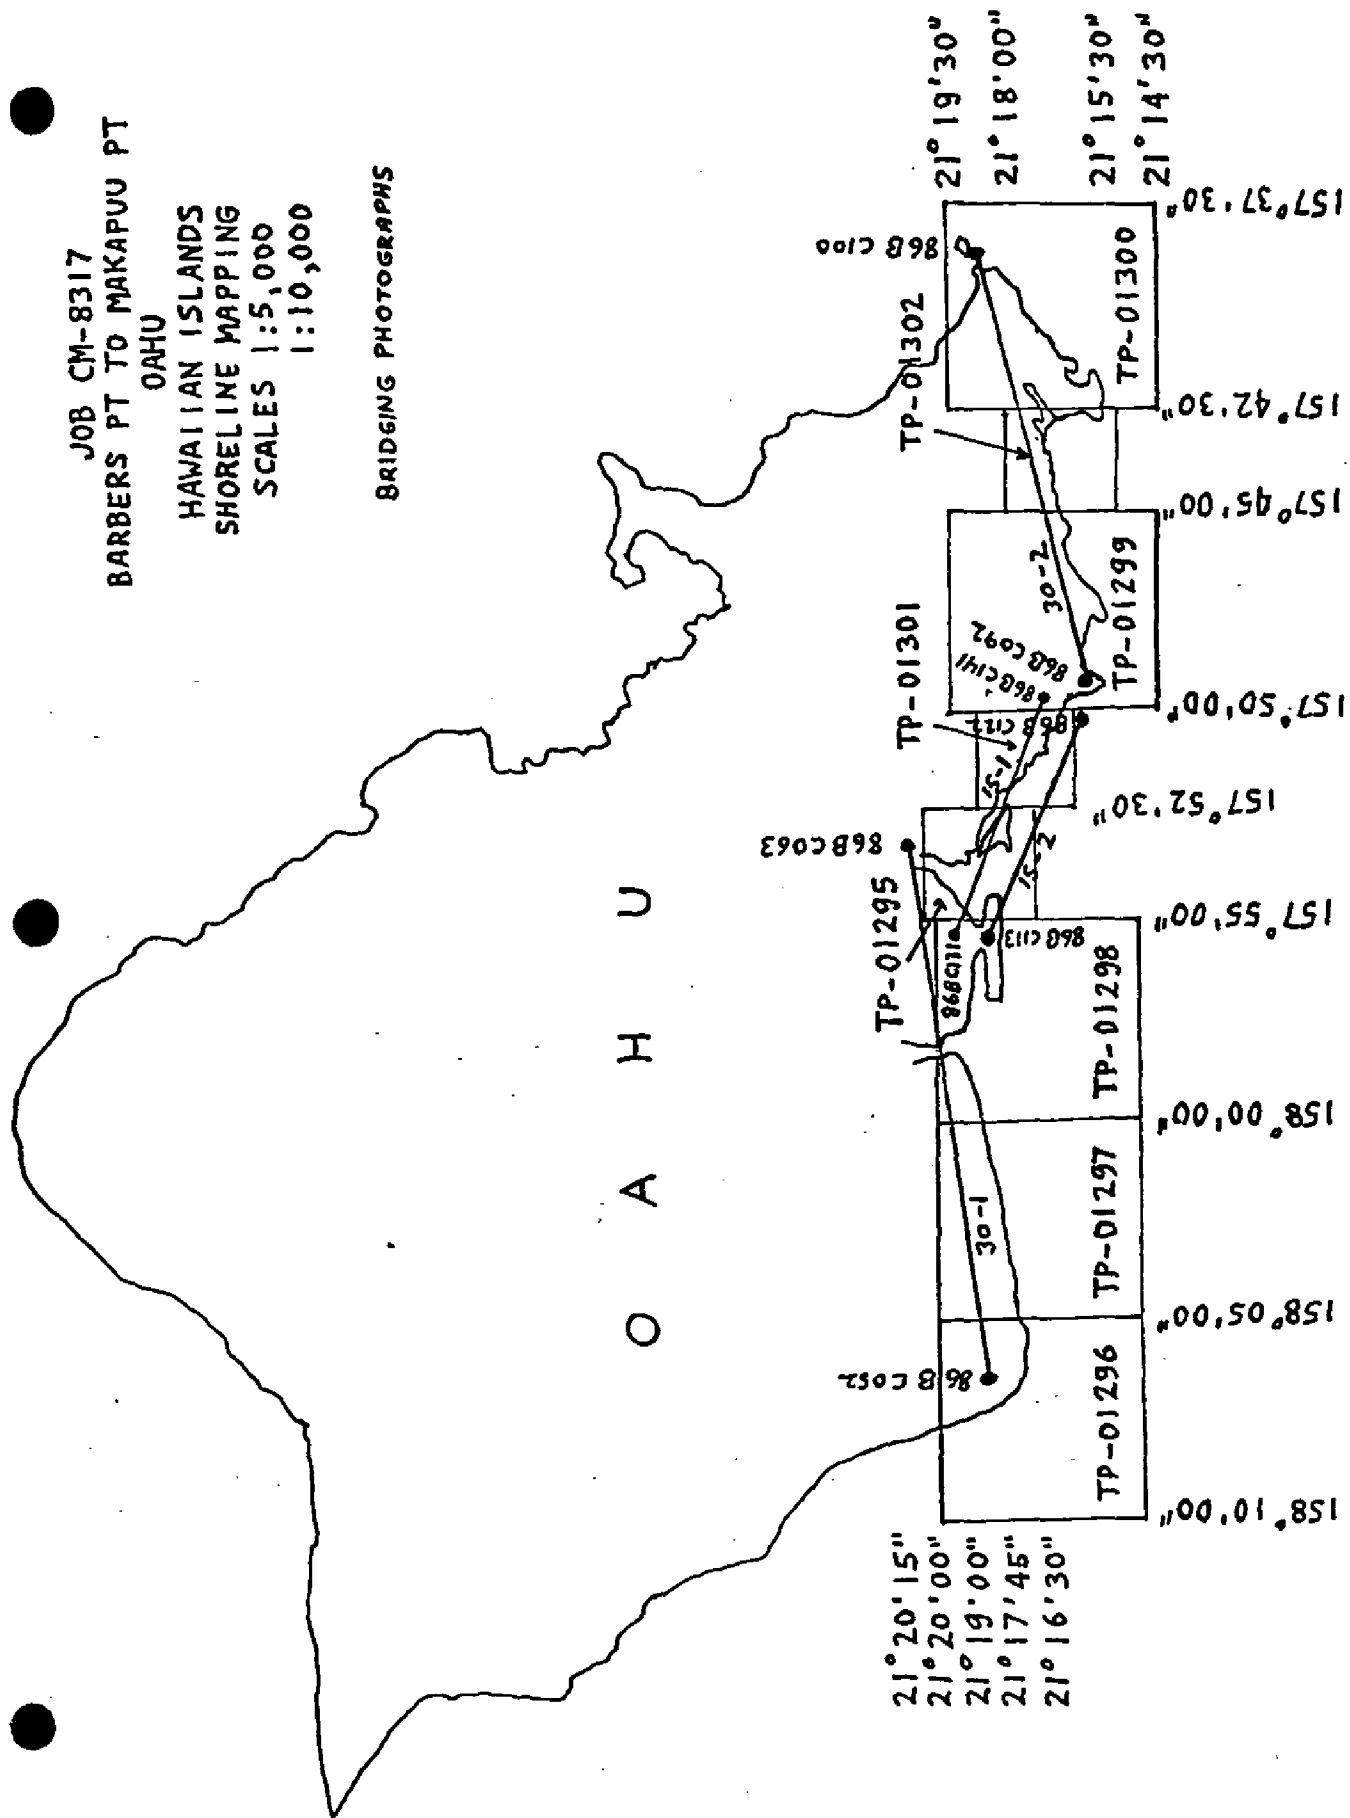 JOB CM-8317
BARBERS PT TO MAKAPUU PT
OAHU
HAWAIIAN ISLANDS
SHORELINE MAPPING
SCALES 1:5,000
1:10,000
BRIDGING PHOTOGRAPHS
O A H U
21° 20' 15"
21° 20' 00"
21° 19' 00"
21° 17' 45"
21° 16' 30"
21° 19' 30"
21° 18' 00"
21° 15' 30"
21° 14' 30"
TP-01295
TP-01301
TP-01302
86B C052
86B C063
86B C113
86B C122
86B C141
86B C092
86B C100
30-1
15-1
15-2
30-2
TP-01296
TP-01297
TP-01298
TP-01299
TP-01300
158° 10' 00"
158° 05' 00"
158° 00' 00"
157° 55' 00"
157° 52' 30"
157° 50' 00"
157° 45' 00"
157° 42' 30"
157° 37' 30"